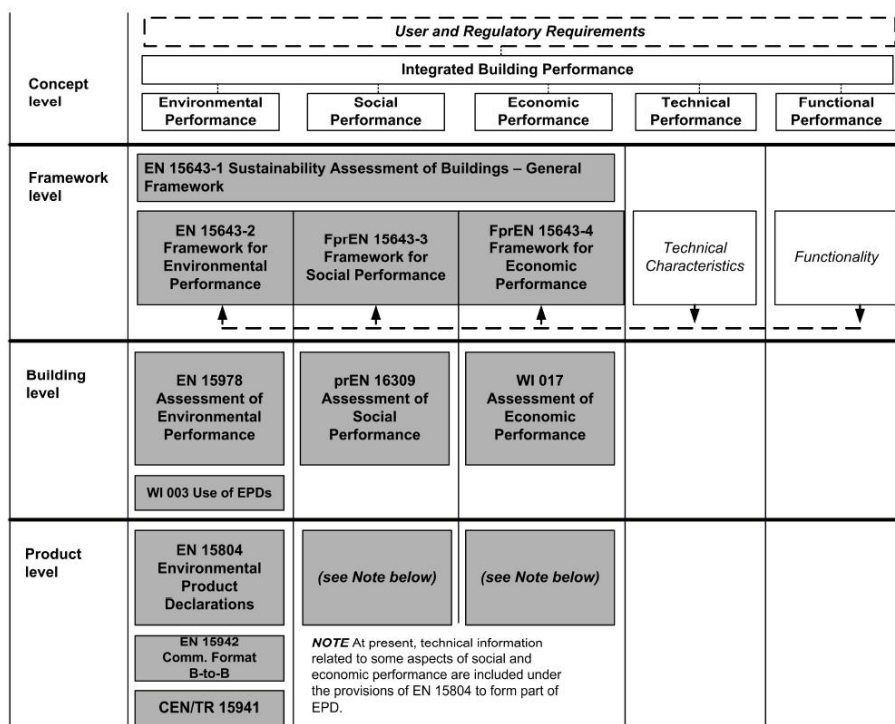 User and Regulatory Requirements
Integrated Building Performance
Concept
level
Environmental
Performance
Social
Performance
Economic
Performance
Technical
Performance
Functional
Performance
Framework
level
EN 15643-1 Sustainability Assessment of Buildings – General
Framework
EN 15643-2
Framework for
Environmental
Performance
FprEN 15643-3
Framework for
Social Performance
FprEN 15643-4
Framework for
Economic
Performance
Technical
Characteristics
Functionality
Building
level
EN 15978
Assessment of
Environmental
Performance
prEN 16309
Assessment of
Social
Performance
WI 017
Assessment of
Economic
Performance
WI 003 Use of EPDs
Product
level
EN 15804
Environmental
Product
Declarations
(see Note below)
(see Note below)
EN 15942
Comm. Format
B-to-B
CEN/TR 15941
NOTE At present, technical information
related to some aspects of social and
economic performance are included under
the provisions of EN 15804 to form part of
EPD.